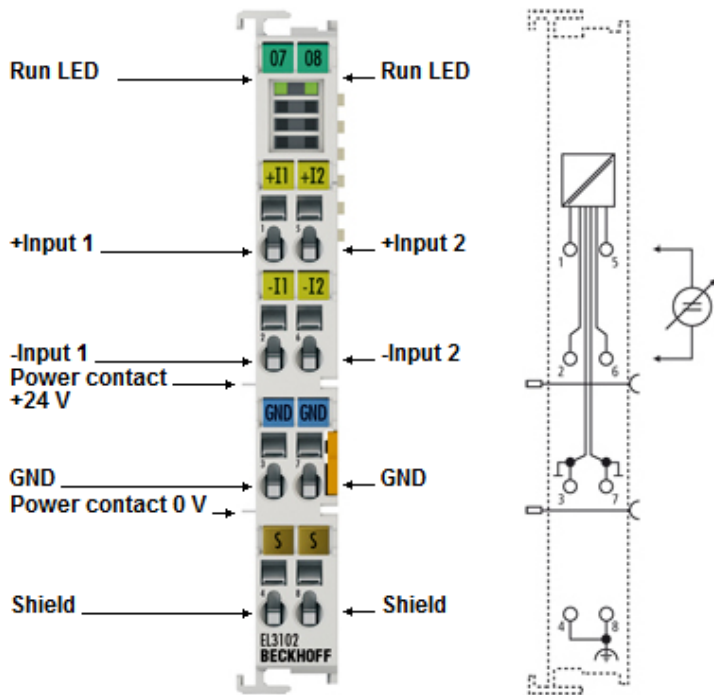 07 08
Run LED
Run LED
+I1 +I2
1 5
+Input 1
+Input 2
1 5
-I1 -I2
2 6
-Input 1
-Input 2
2 6
Power contact
+24 V
GND GND
3 7
GND
GND
3 7
Power contact 0 V
S S
4 8
Shield
Shield
4 8
EL3102
BECKHOFF